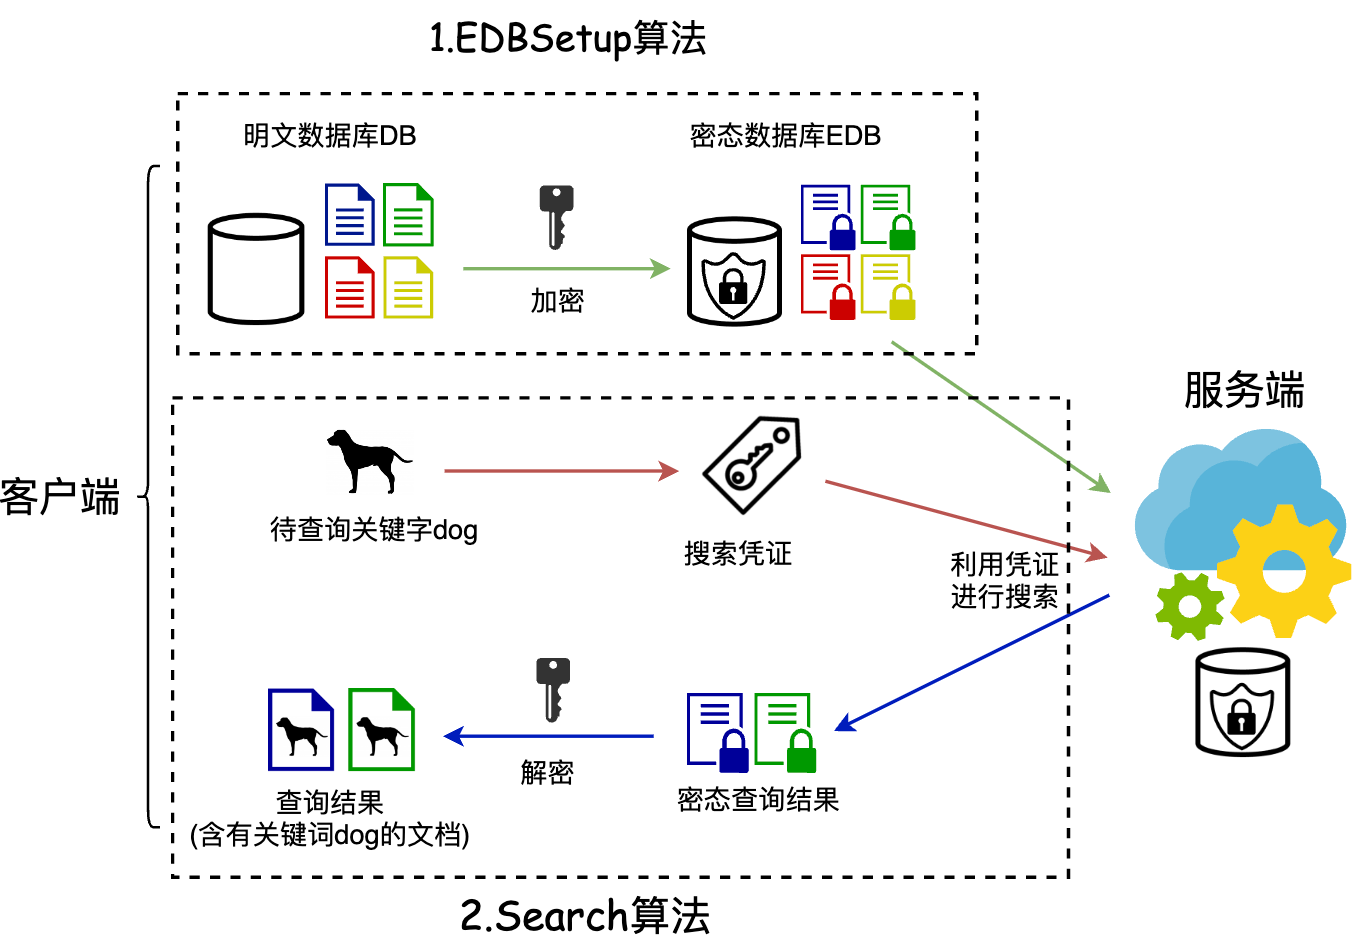 1.EDBSetup算法
明文数据库DB
密态数据库EDB
加密
服务端
客户端
待查询关键字dog
搜索凭证
利用凭证
进行搜索
解密
密态查询结果
查询结果
(含有关键词dog的文档)
2.Search算法